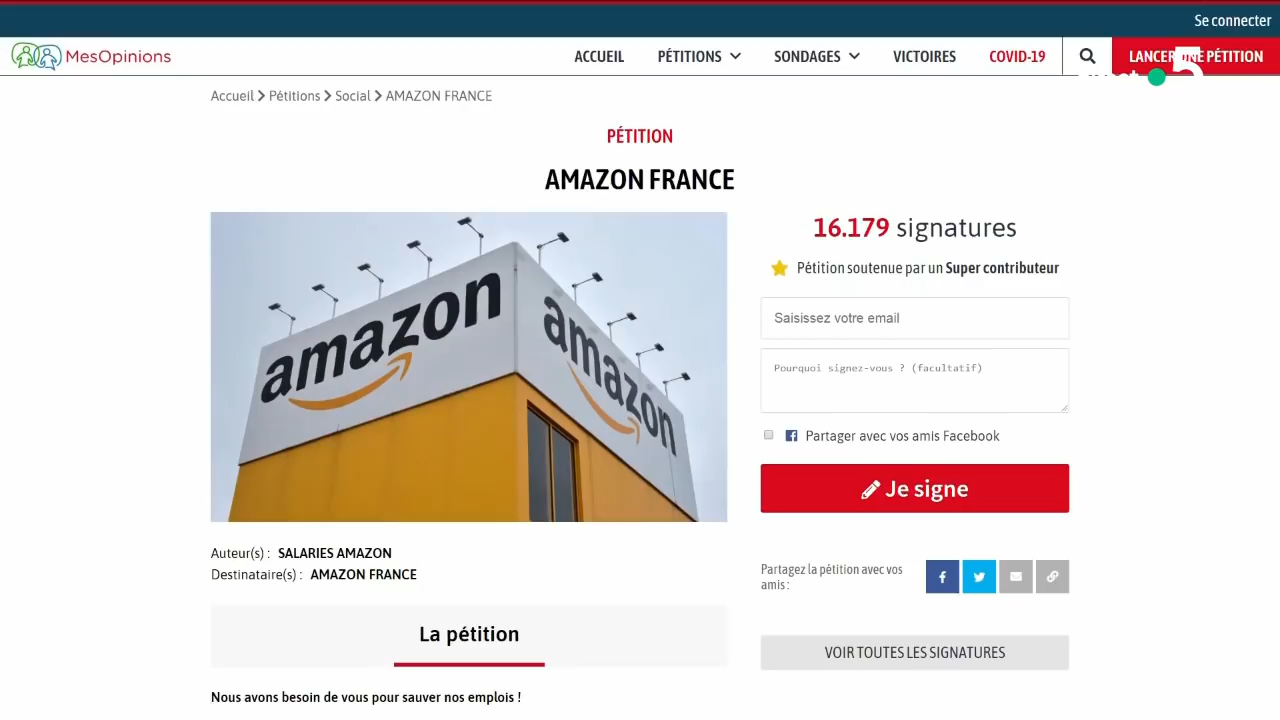 Se connecter
MesOpinions
ACCUEIL PÉTITIONS SONDAGES VICTOIRES COVID-19 LANCER UNE PÉTITION
5
Accueil > Pétitions > Social > AMAZON FRANCE
PÉTITION
AMAZON FRANCE
amazon amazon
16.179 signatures
Pétition soutenue par un Super contributeur
Saisissez votre email
Pourquoi signez-vous ? (facultatif)
Partager avec vos amis Facebook
Je signe
Auteur(s) : SALARIES AMAZON
Destinataire(s) : AMAZON FRANCE
Partagez la pétition avec vos
amis :
La pétition
VOIR TOUTES LES SIGNATURES
Nous avons besoin de vous pour sauver nos emplois !